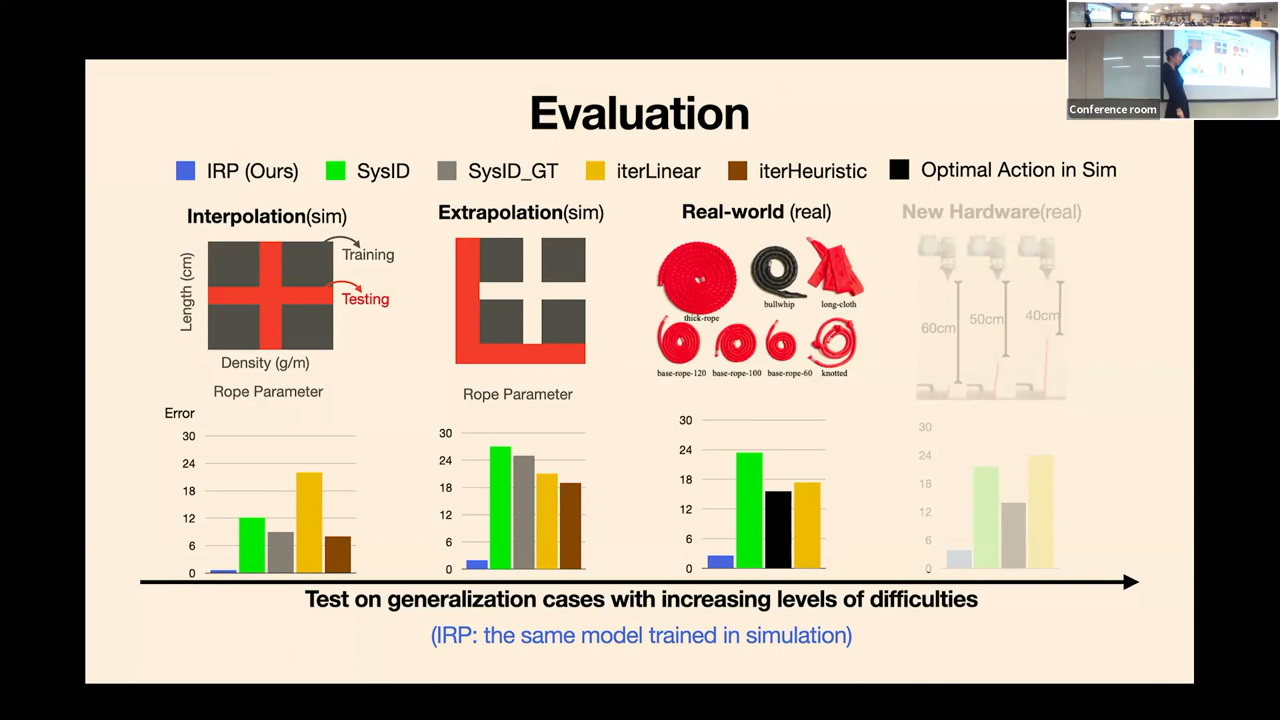 Conference room
Evaluation
IRP (Ours)
SysID
SysID_GT
iterLinear
iterHeuristic
Optimal Action in Sim
Interpolation(sim)
Extrapolation(sim)
Real-world (real)
New Hardware(real)
Length (cm)
Training
Testing
Density (g/m)
Rope Parameter
Rope Parameter
thick-rope
bullwhip
long-cloth
base-rope-120
base-rope-100
base-rope-60
knotted
60cm
50cm
40cm
Error
30
24
18
12
6
0
30
24
18
12
6
0
30
24
18
12
6
0
30
24
18
12
6
0
Test on generalization cases with increasing levels of difficulties
(IRP: the same model trained in simulation)